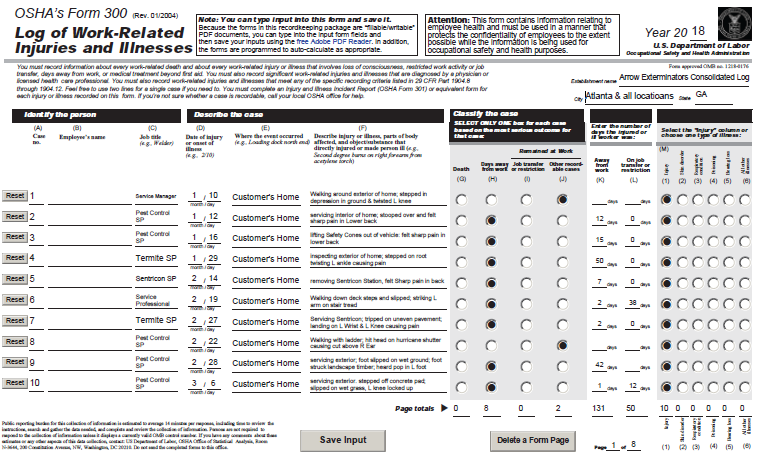 OSHA's Form 300 (Rev. 01/2004)
Log of Work-Related
Injuries and Illnesses
Note: You can type input into this form and save it.
Because the forms in this recordkeeping package are "fillable/writable"
PDF documents, you can type into the input form fields and
then save your inputs using the free Adobe PDF Reader. In addition,
the forms are programmed to auto-calculate as appropriate.
Attention: This form contains information relating to
employee health and must be used in a manner that
protects the confidentiality of employees to the extent
possible while the information is being used for
occupational safety and health purposes.
Year 20 18
U.S. Department of Labor
Occupational Safety and Health Administration
You must record information about every work-related death and about every work-related injury or illness that involves loss of consciousness, restricted work activity or job
transfer, days away from work, or medical treatment beyond first aid. You must also record significant work-related injuries and illnesses that are diagnosed by a physician or
licensed health care professional. You must also record work-related injuries and illnesses that meet any of the specific recording criteria listed in 29 CFR Part 1904.8
through 1904.12. Feel free to use two lines for a single case if you need to. You must complete an Injury and Illness Incident Report (OSHA Form 301) or equivalent form for
each injury or illness recorded on this form. If you're not sure whether a case is recordable, call your local OSHA office for help.
Form approved OMB no. 1218-0176
Establishment name Arrow Exterminators Consolidated Log
City Atlanta & all locatioans State GA
Identify the person
Describe the case
Classify the case
(A)
Case
no.
(B)
Employee's name
(C)
Job title
(e.g., Welder)
(D)
Date of injury
or onset of
illness
(e.g., 2/10)
(E)
Where the event occurred
(e.g., Loading dock north end)
(F)
Describe injury or illness, parts of body
affected, and object/substance that
directly injured or made person ill (e.g.,
Second degree burns on right forearm from
acetylene torch)
SELECT ONLY ONE box for each case
based on the most serious outcome for
that case:
Remained at Work
Death
(G)
Days away
from work
(H)
Job transfer
or restriction
(I)
Other record-
able cases
(J)
Enter the number of
days the injured or
ill worker was:
Away
from
work
(K)
On job
transfer or
restriction
(L)
Select the "Injury" column or
choose one type of illness:
(M)
Injury
Skin disorder
Respiratory
condition
Poisoning
Hearing loss
All other
illnesses
(1) (2) (3) (4) (5) (6)
Reset 1 Service Manager 1 / 10 month / day Customer's Home Walking around exterior of home; stepped in
depression in ground & twisted L knee days days
Reset 2 Pest Control
SP 1 / 12 month / day Customer's Home servicing interior of home; stooped over and felt
sharp pain in Lower back 12 days 0 days
Reset 3 Pest Control
SP 1 / 16 month / day Customer's Home lifting Safety Cones out of vehicle: felt sharp pain in
lower back 15 days 0 days
Reset 4 Termite SP 1 / 29 month / day Customer's Home inspecting exterior of home; stepped on root
twisting L ankle causing pain 50 days 0 days
Reset 5 Sentricon SP 2 / 14 month / day Customer's Home removing Sentricon Station, felt Sharp pain in back 7 days 0 days
Reset 6 Service
Professional 2 / 19 month / day Customer's Home Walking down deck steps and slipped; striking L
arm on stair tread 2 days 38 days
Reset 7 Termite SP 2 / 27 month / day Customer's Home Servicing Sentricon; tripped on uneven pavement;
landing on L Wrist & L Knee causing pain 2 days 0 days
Reset 8 Pest Control
SP 2 / 22 month / day Customer's Home Walking with ladder; hit head on hurricane shutter
causing cut above R Ear days days
Reset 9 Pest Control
SP 2 / 28 month / day Customer's Home servicing exterior; foot slipped on wet ground; foot
struck landscape timber; heard pop in L foot 42 days days
Reset 10 Pest Control
SP 3 / 6 month / day Customer's Home servicing exterior. stepped off concrete pad;
slipped on wet grass, L knee locked up 1 days 12 days
Page totals 0 8 0 2 131 50 10 0 0 0 0 0
Public reporting burden for this collection of information is estimated to average 14 minutes per response, including time to review the
instructions, search and gather the data needed, and complete and review the collection of information. Persons are not required to
respond to the collection of information unless it displays a currently valid OMB control number. If you have any comments about these
estimates or any other aspects of this data collection, contact: US Department of Labor, OSHA Office of Statistical Analysis, Room
N-3644, 200 Constitution Avenue, NW, Washington, DC 20210. Do not send the completed forms to this office.
Save Input
Delete a Form Page
Page 1 of 8
Injury
Skin disorder
Respiratory
condition
Poisoning
Hearing loss
All other
illnesses
(1) (2) (3) (4) (5) (6)